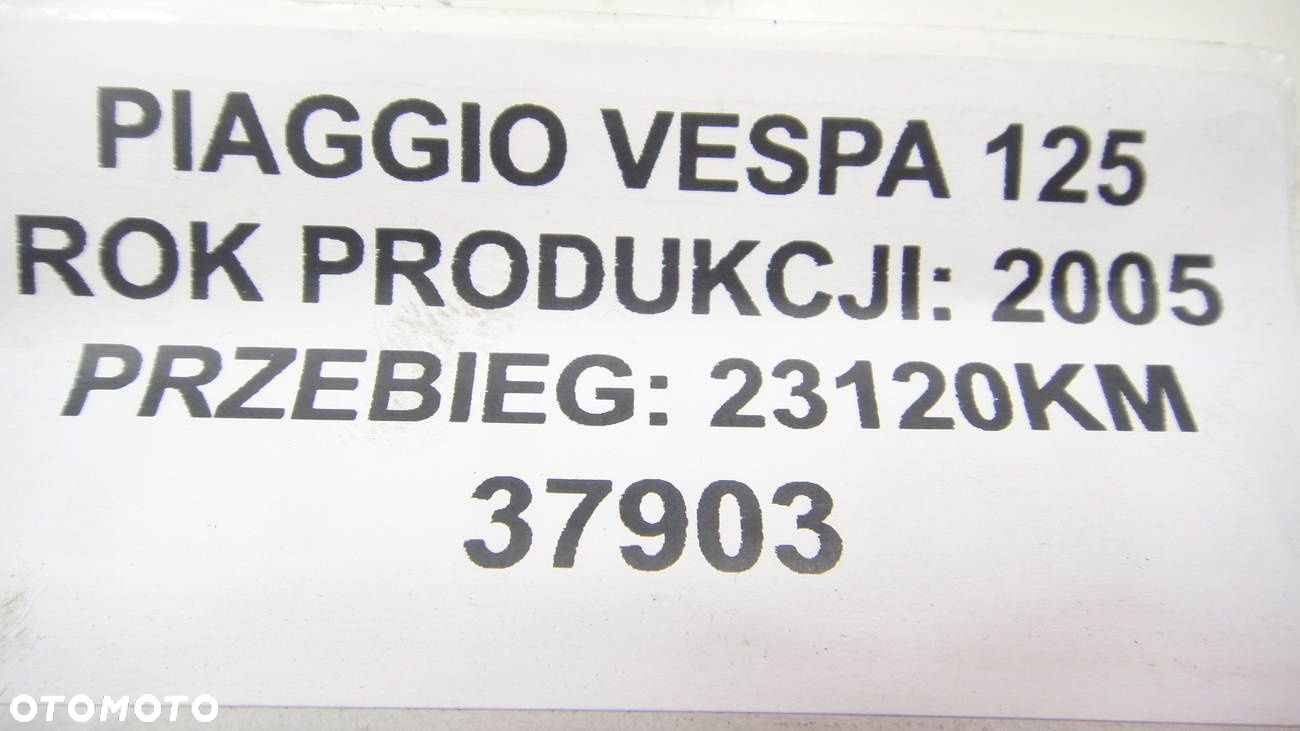 PIAGGIO VESPA 125
ROK PRODUKCJI: 2005
PRZEBIEG: 23120KM
37903
OTOMOTO